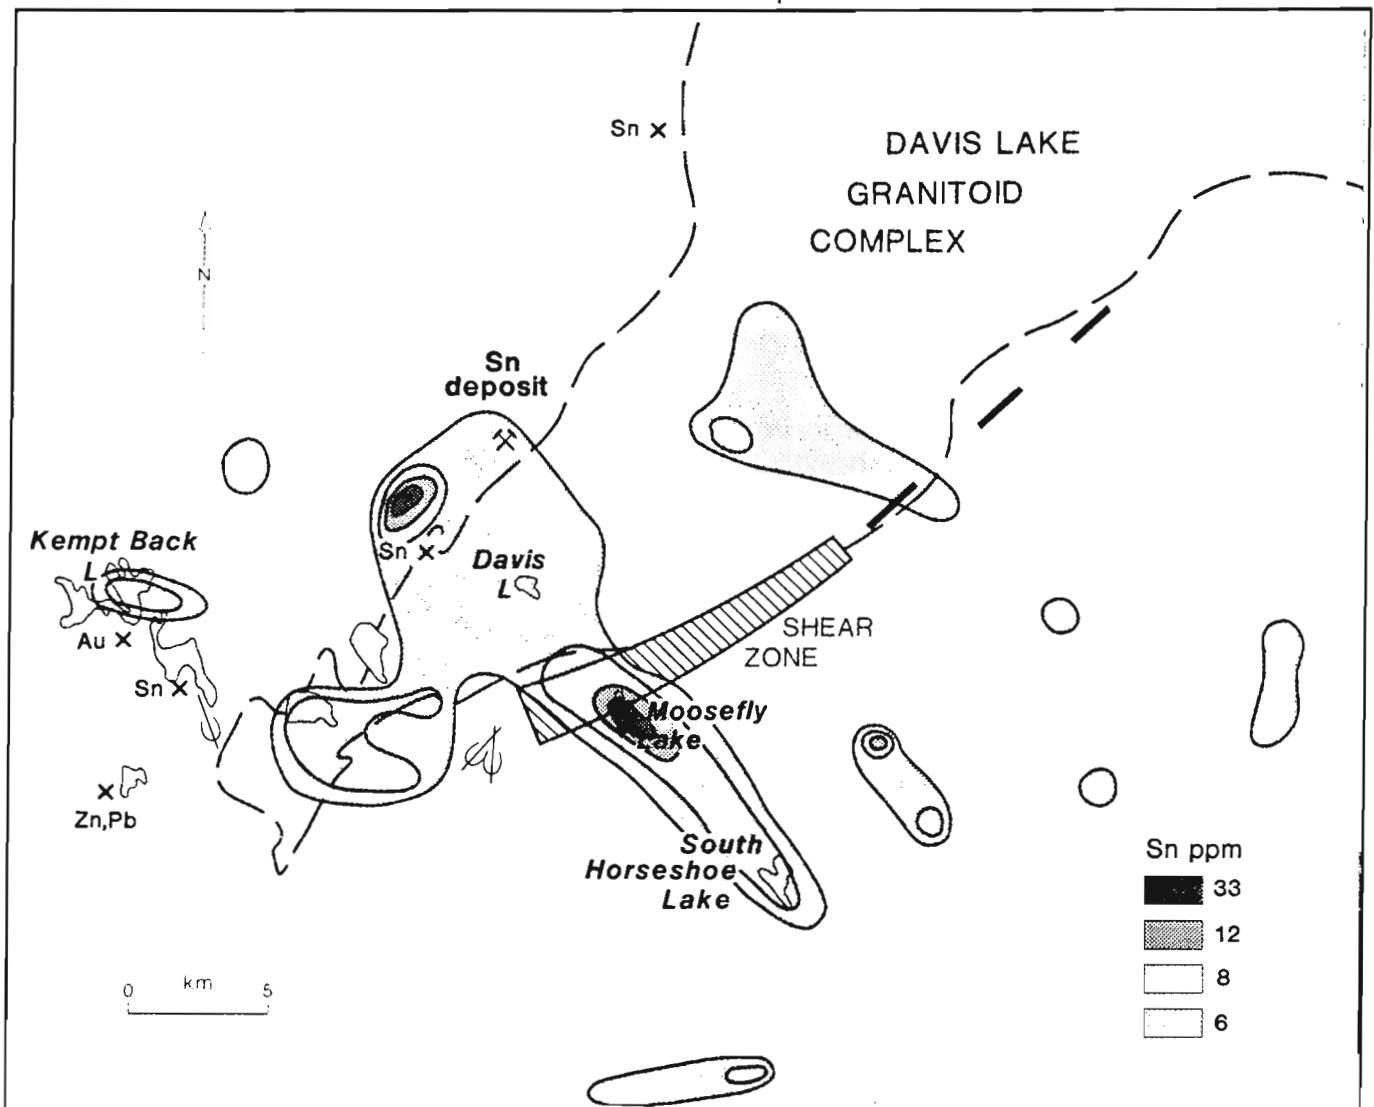 Sn
DAVIS LAKE
GRANITOID
COMPLEX
N
Sn
deposit
Kempt Back
L
Sn
Davis
L
Au
Sn
SHEAR
ZONE
Moosefly
Lake
Zn,Pb
South
Horseshoe
Lake
Sn ppm
33
12
8
6
km
0 5